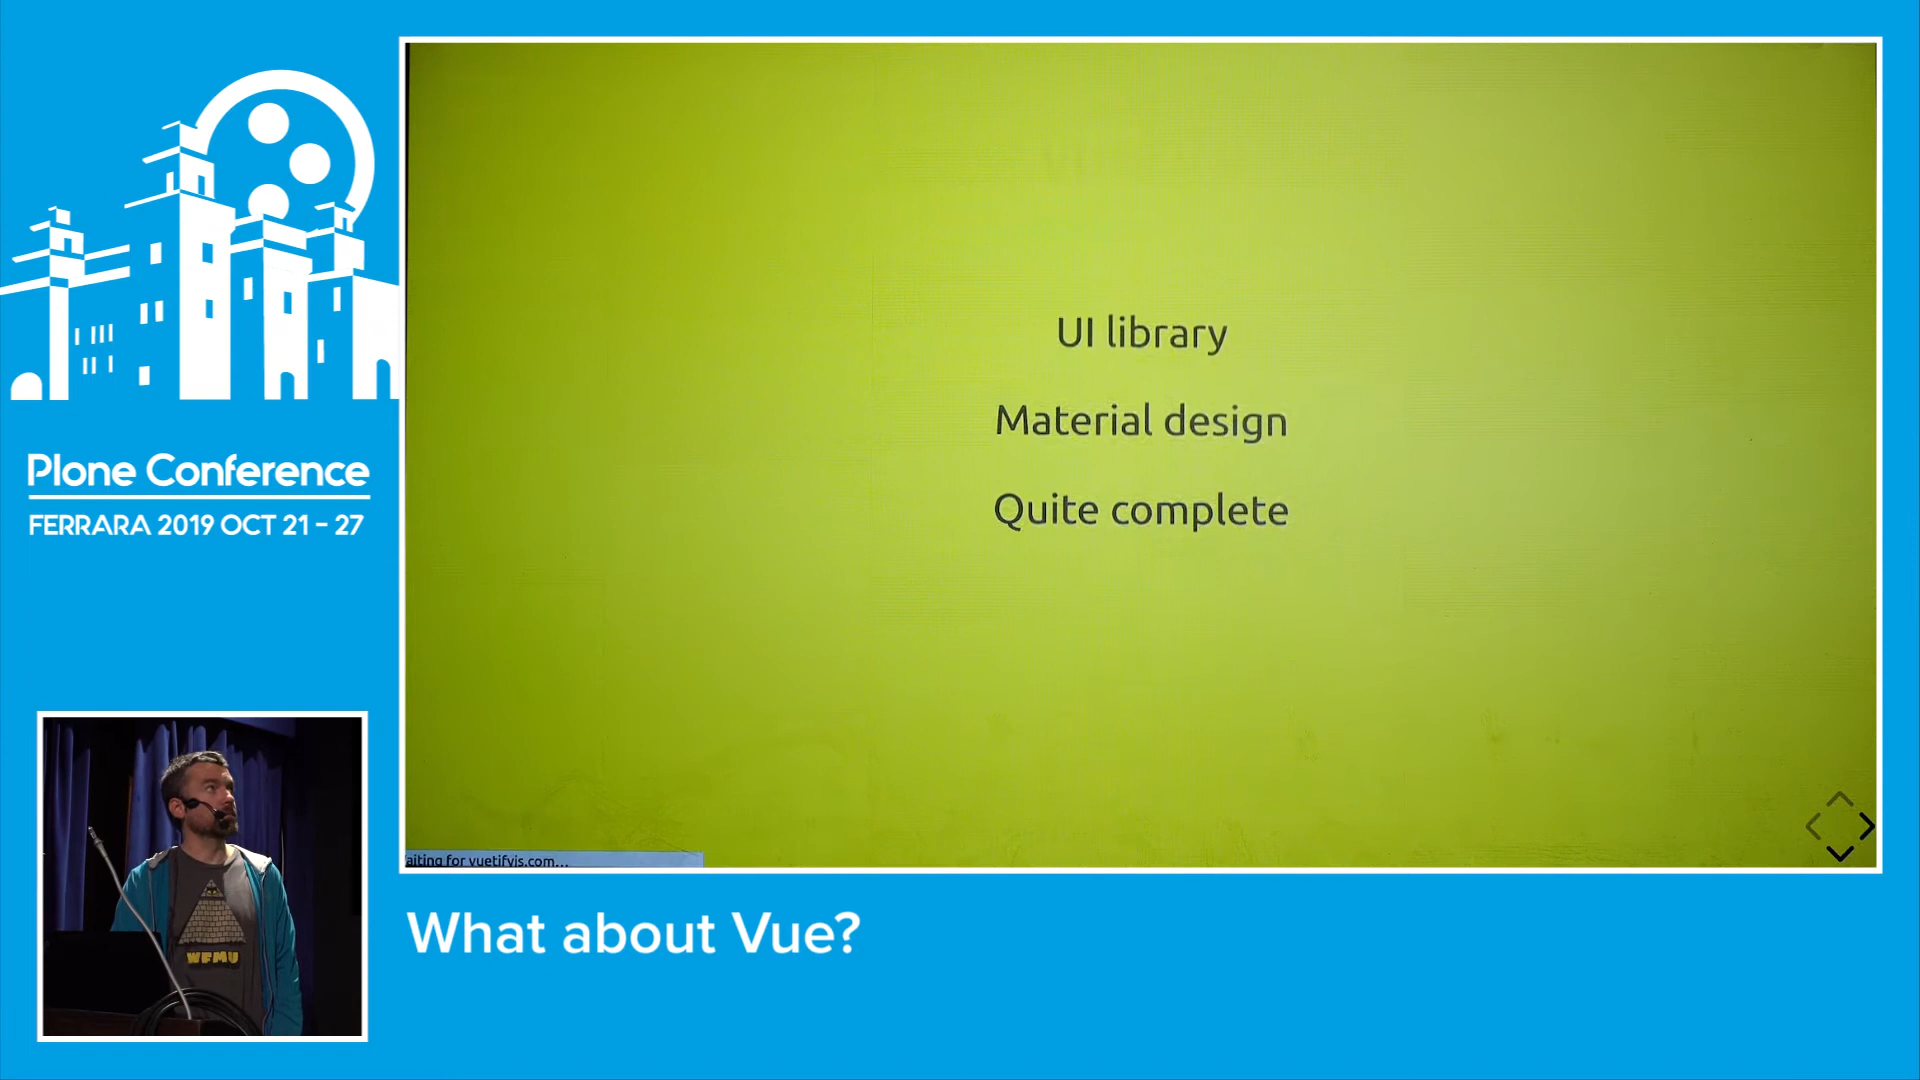 UI library
Material design
Quite complete
aiting for vuetifyjs.com...
Plone Conference
FERRARA 2019 OCT 21 - 27
WFMU
What about Vue?